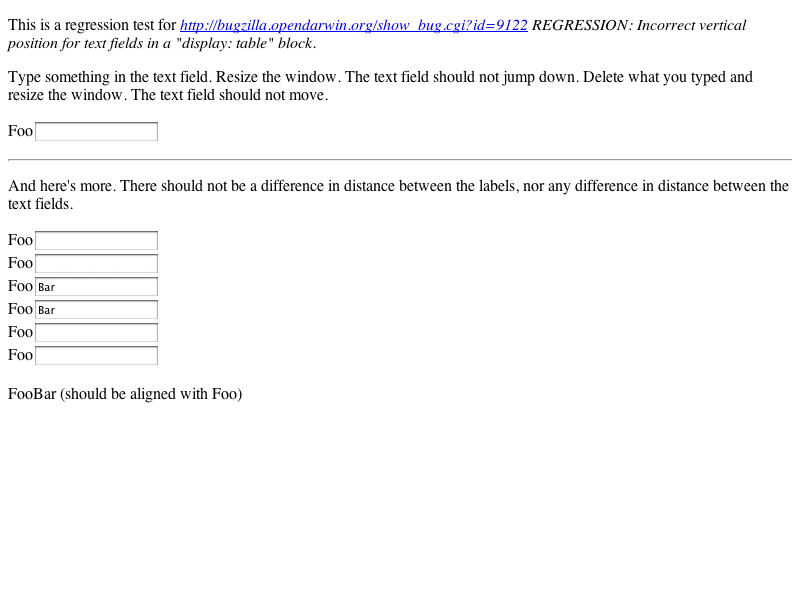 This is a regression test for http://bugzilla.opendarwin.org/show_bug.cgi?id=9122 REGRESSION: Incorrect vertical
position for text fields in a "display: table" block.
Type something in the text field. Resize the window. The text field should not jump down. Delete what you typed and
resize the window. The text field should not move.
Foo
And here's more. There should not be a difference in distance between the labels, nor any difference in distance between the
text fields.
Foo
Foo
Foo Bar
Foo Bar
Foo
Foo
FooBar (should be aligned with Foo)